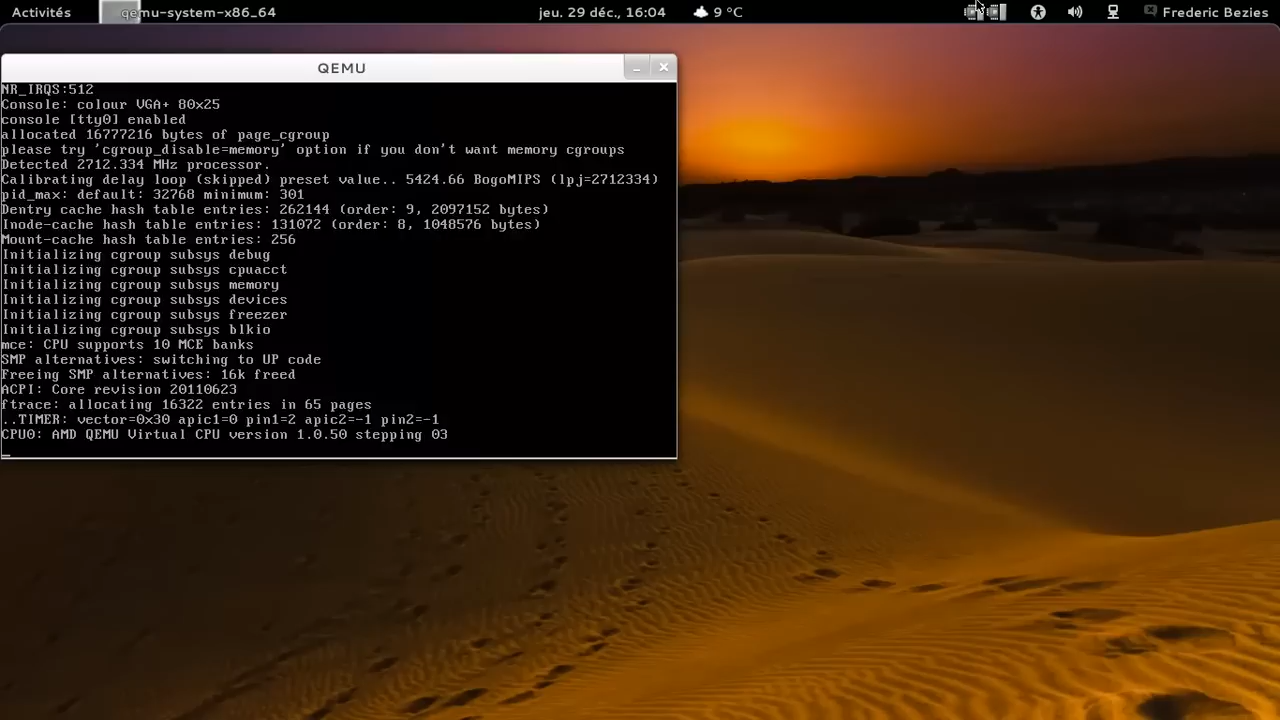 Activités
qemu-system-x86_64
jeu. 29 déc., 16:04
9 °C
Frederic Bezies
QEMU
NR_IRQS:512
Console: colour VGA+ 80x25
console [tty0] enabled
allocated 16777216 bytes of page_cgroup
please try 'cgroup_disable=memory' option if you don't want memory cgroups
Detected 2712.334 MHz processor.
Calibrating delay loop (skipped) preset value.. 5424.66 BogoMIPS (lpj=2712334)
pid_max: default: 32768 minimum: 301
Dentry cache hash table entries: 262144 (order: 9, 2097152 bytes)
Inode-cache hash table entries: 131072 (order: 8, 1048576 bytes)
Mount-cache hash table entries: 256
Initializing cgroup subsys debug
Initializing cgroup subsys cpuacct
Initializing cgroup subsys memory
Initializing cgroup subsys devices
Initializing cgroup subsys freezer
Initializing cgroup subsys blkio
mce: CPU supports 10 MCE banks
SMP alternatives: switching to UP code
Freeing SMP alternatives: 16k freed
ACPI: Core revision 20110623
ftrace: allocating 16322 entries in 65 pages
..TIMER: vector=0x30 apic1=0 pin1=2 apic2=-1 pin2=-1
CPU0: AMD QEMU Virtual CPU version 1.0.50 stepping 03